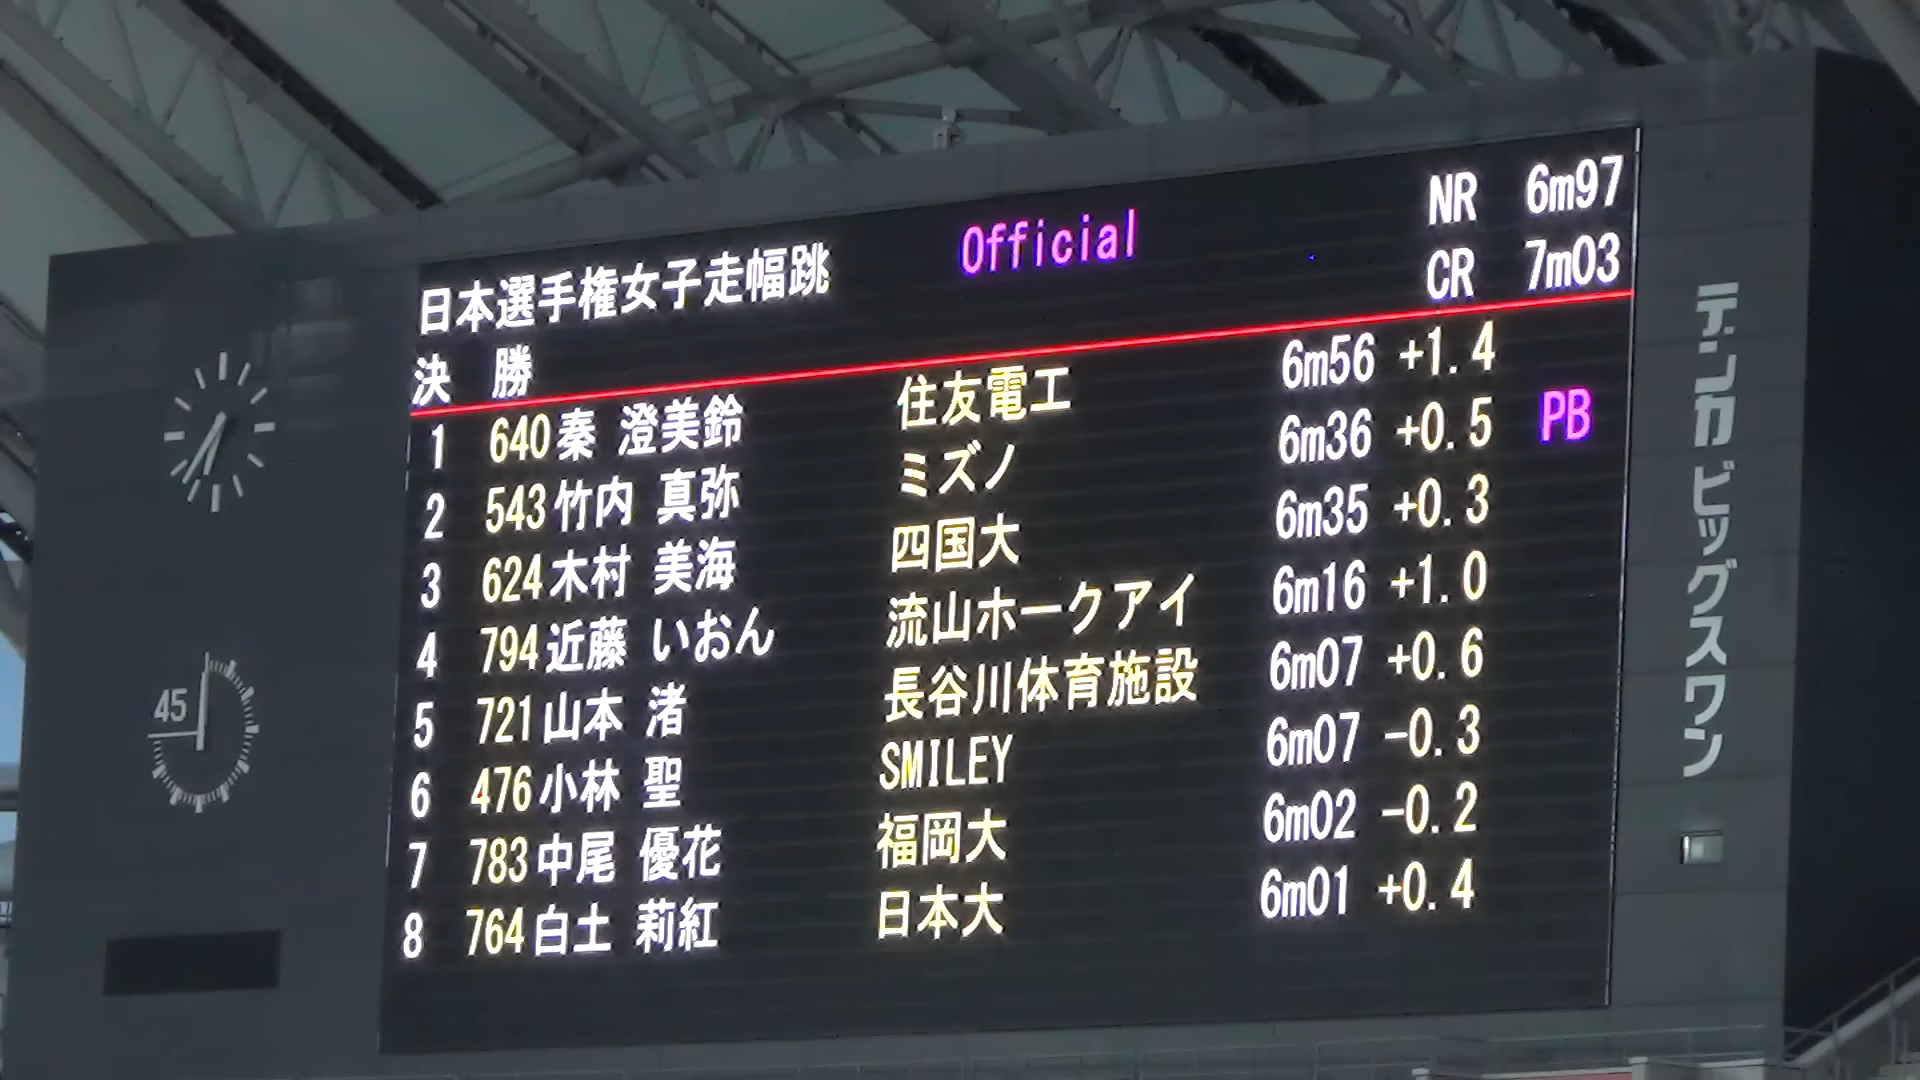 日本選手権女子走幅跳 Official NR 6m97
CR 7m03
決 勝
1 640 秦 澄美鈴 住友電工 6m56 +1.4
2 543 竹内 真弥 ミズノ 6m36 +0.5 PB
3 624 木村 美海 四国大 6m35 +0.3
4 794 近藤 いおん 流山ホークアイ 6m16 +1.0
5 721 山本 渚 長谷川体育施設 6m07 +0.6
6 476 小林 聖 SMILEY 6m07 -0.3
7 783 中尾 優花 福岡大 6m02 -0.2
8 764 白土 莉紅 日本大 6m01 +0.4
45
デンカビッグスワン